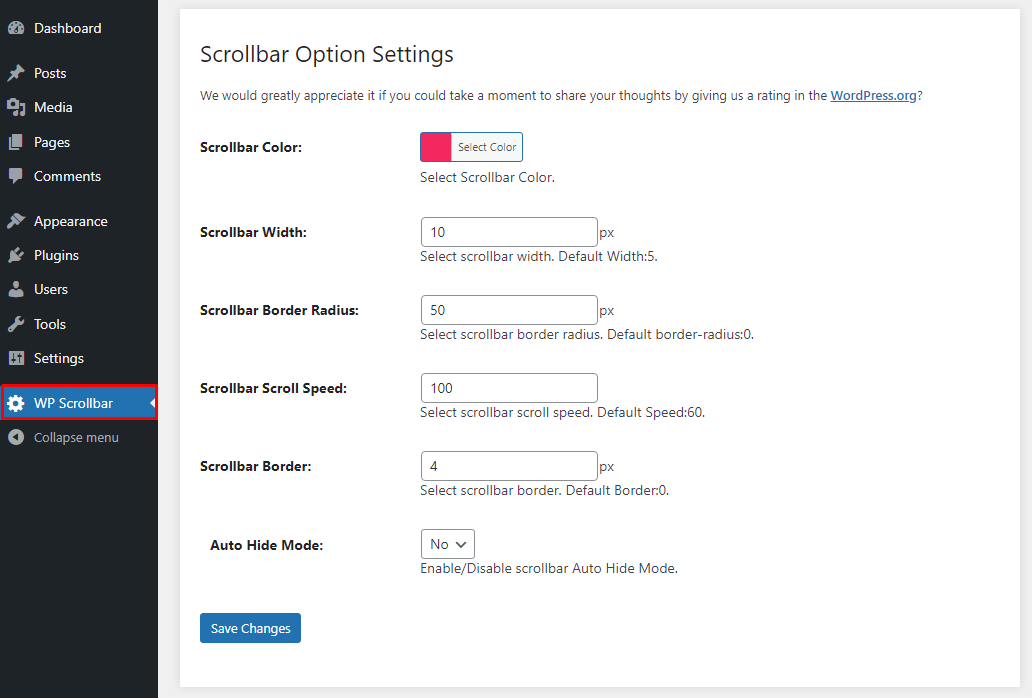 Dashboard
Posts
Media
Pages
Comments
Appearance
Plugins
Users
Tools
Settings
WP Scrollbar
Collapse menu
Scrollbar Option Settings
We would greatly appreciate it if you could take a moment to share your thoughts by giving us a rating in the WordPress.org?
Scrollbar Color:
Select Color
Select Scrollbar Color.
Scrollbar Width:
10 px
Select scrollbar width. Default Width:5.
Scrollbar Border Radius:
50 px
Select scrollbar border radius. Default border-radius:0.
Scrollbar Scroll Speed:
100
Select scrollbar scroll speed. Default Speed:60.
Scrollbar Border:
4 px
Select scrollbar border. Default Border:0.
Auto Hide Mode:
No
Enable/Disable scrollbar Auto Hide Mode.
Save Changes